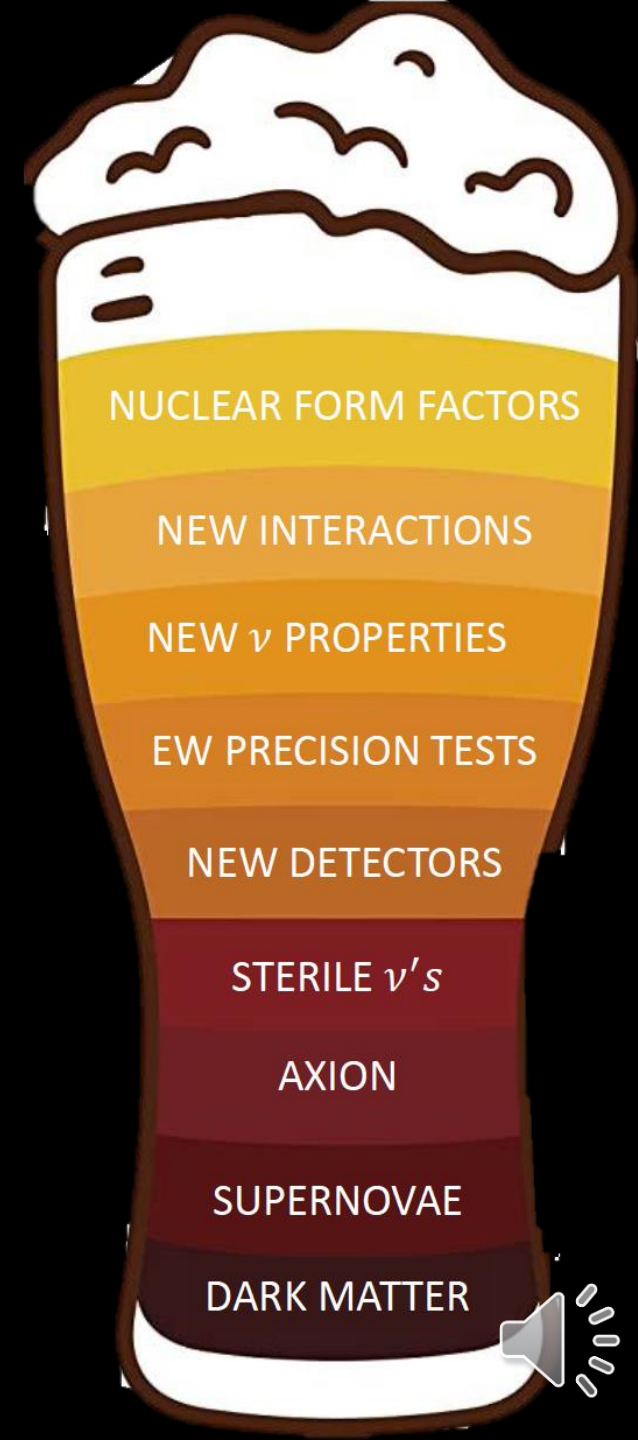 NUCLEAR FORM FACTORS
NEW INTERACTIONS
NEW ν PROPERTIES
EW PRECISION TESTS
NEW DETECTORS
STERILE ν′s
AXION
SUPERNOVAE
DARK MATTER